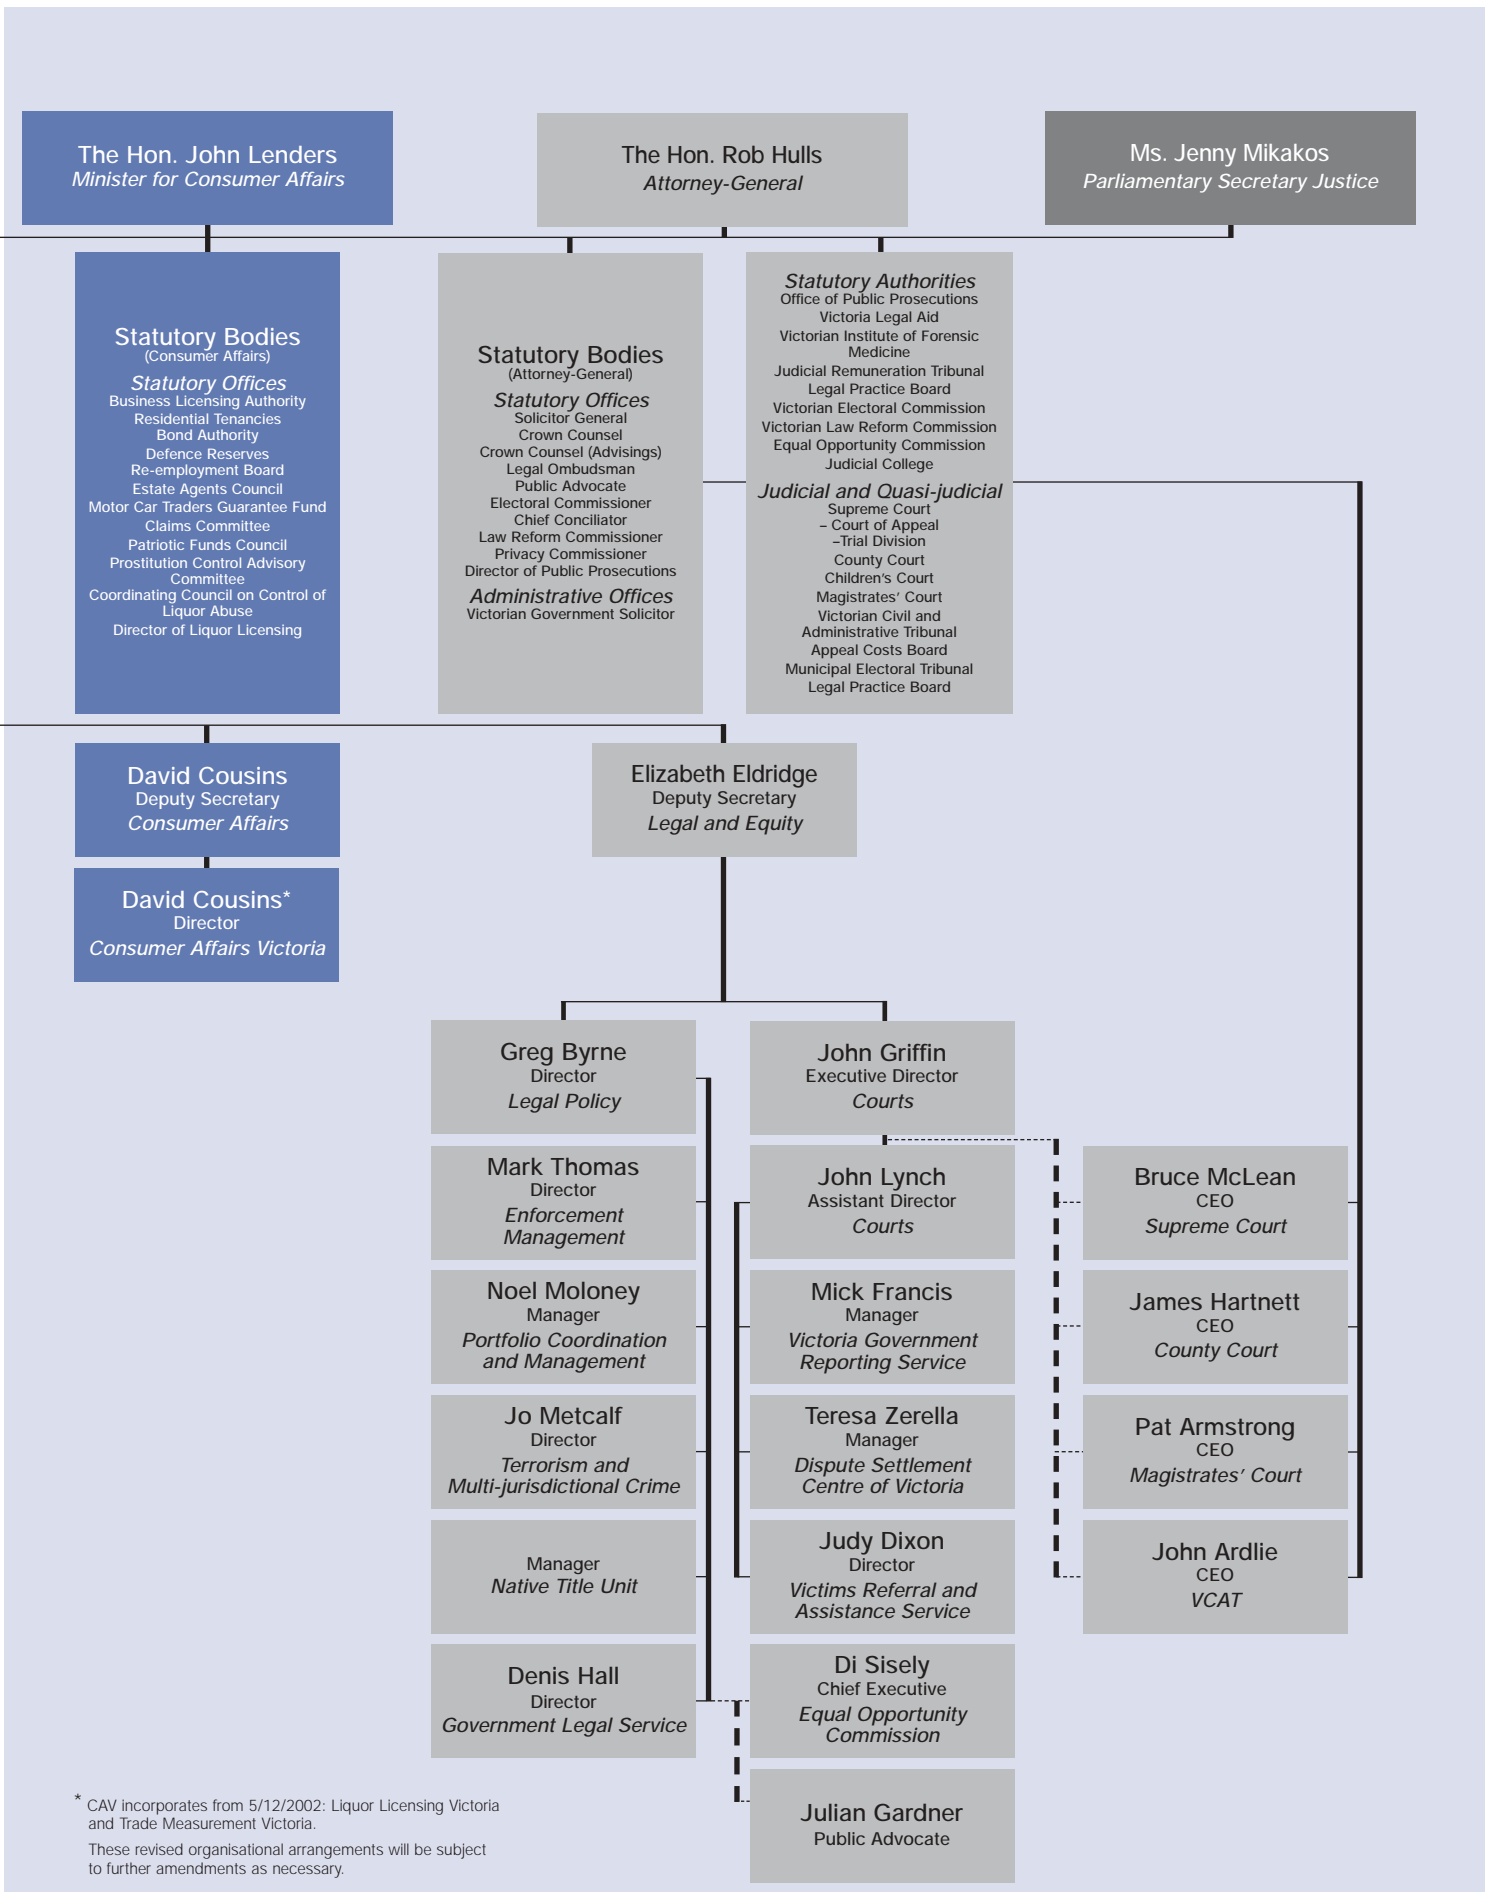 The Hon. John Lenders
Minister for Consumer Affairs
The Hon. Rob Hulls
Attorney-General
Ms. Jenny Mikakos
Parliamentary Secretary Justice
Statutory Bodies
(Consumer Affairs)
Statutory Offices
Business Licensing Authority
Residential Tenancies
Bond Authority
Defence Reserves
Re-employment Board
Estate Agents Council
Motor Car Traders Guarantee Fund
Claims Committee
Patriotic Funds Council
Prostitution Control Advisory
Committee
Coordinating Council on Control of
Liquor Abuse
Director of Liquor Licensing
Statutory Bodies
(Attorney-General)
Statutory Offices
Solicitor General
Crown Counsel
Crown Counsel (Advisings)
Legal Ombudsman
Public Advocate
Electoral Commissioner
Chief Conciliator
Law Reform Commissioner
Privacy Commissioner
Director of Public Prosecutions
Administrative Offices
Victorian Government Solicitor
Statutory Authorities
Office of Public Prosecutions
Victoria Legal Aid
Victorian Institute of Forensic
Medicine
Judicial Remuneration Tribunal
Legal Practice Board
Victorian Electoral Commission
Victorian Law Reform Commission
Equal Opportunity Commission
Judicial College
Judicial and Quasi-judicial
Supreme Court
– Court of Appeal
–Trial Division
County Court
Children's Court
Magistrates' Court
Victorian Civil and
Administrative Tribunal
Appeal Costs Board
Municipal Electoral Tribunal
Legal Practice Board
David Cousins
Deputy Secretary
Consumer Affairs
Elizabeth Eldridge
Deputy Secretary
Legal and Equity
David Cousins*
Director
Consumer Affairs Victoria
Greg Byrne
Director
Legal Policy
John Griffin
Executive Director
Courts
Mark Thomas
Director
Enforcement
Management
John Lynch
Assistant Director
Courts
Bruce McLean
CEO
Supreme Court
Noel Moloney
Manager
Portfolio Coordination
and Management
Mick Francis
Manager
Victoria Government
Reporting Service
James Hartnett
CEO
County Court
Jo Metcalf
Director
Terrorism and
Multi-jurisdictional Crime
Teresa Zerella
Manager
Dispute Settlement
Centre of Victoria
Pat Armstrong
CEO
Magistrates' Court
Manager
Native Title Unit
Judy Dixon
Director
Victims Referral and
Assistance Service
John Ardlie
CEO
VCAT
Denis Hall
Director
Government Legal Service
Di Sisely
Chief Executive
Equal Opportunity
Commission
Julian Gardner
Public Advocate
* CAV incorporates from 5/12/2002: Liquor Licensing Victoria
and Trade Measurement Victoria.
These revised organisational arrangements will be subject
to further amendments as necessary.